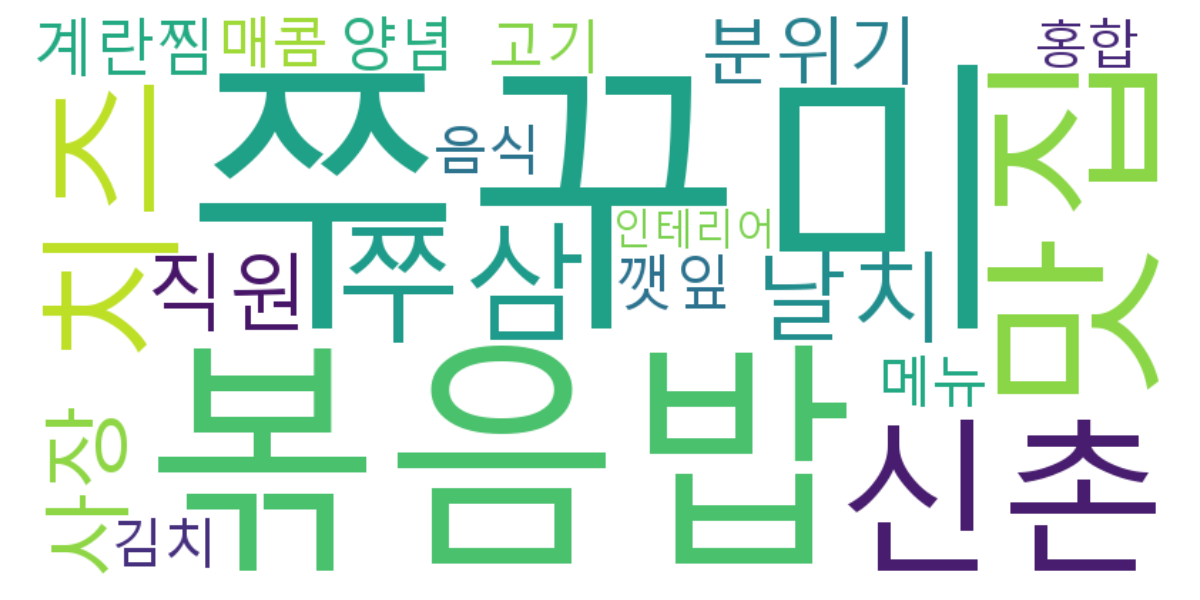 계란찜
매콤
양념
고기
분위기
홍합
치즈
쭈꾸미
음식
맛집
인테리어
직원
쭈삼
깻잎
날치
볶음밥
메뉴
신촌
사장
김치